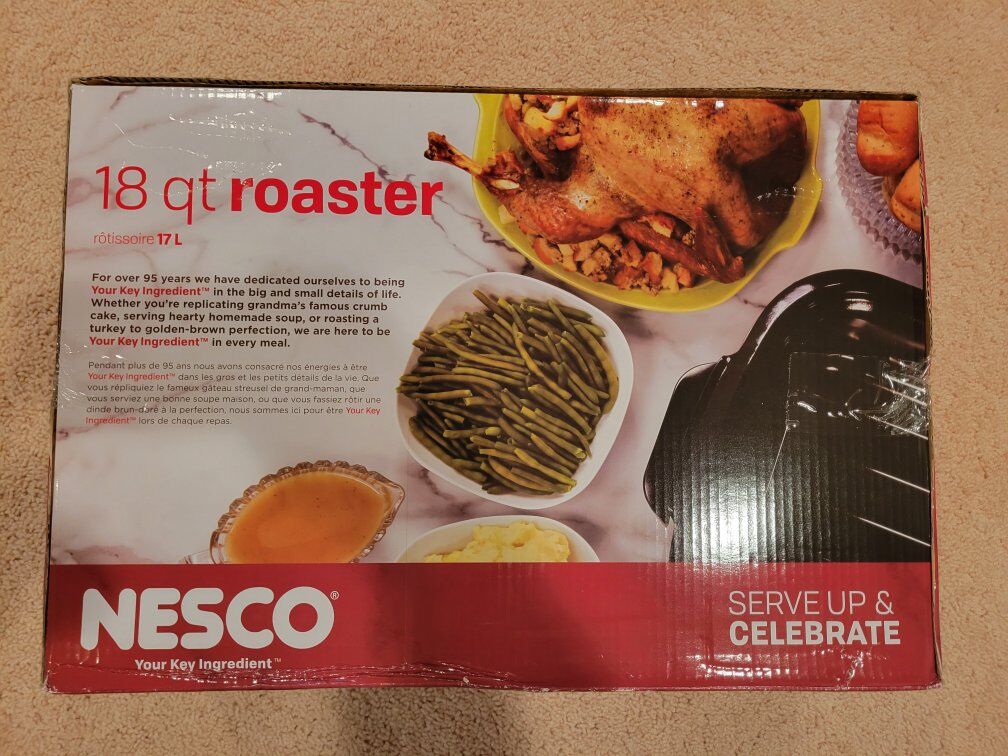 18 qt roaster
rôtissoire 17 L
For over 95 years we have dedicated ourselves to being
Your Key Ingredient™ in the big and small details of life.
Whether you're replicating grandma's famous crumb
cake, serving hearty homemade soup, or roasting a
turkey to golden-brown perfection, we are here to be
Your Key Ingredient™ in every meal.
Pendant plus de 95 ans nous avons consacré nos énergies à être
Your Key Ingredient™ dans les gros et les petits détails de la vie. Que
vous répliquiez le fameux gâteau streusel de grand-maman, que
vous serviez une bonne soupe maison, ou que vous fassiez rôtir une
dinde brun-doré à la perfection, nous sommes ici pour être Your Key
Ingredient™ lors de chaque repas.
NESCO®
Your Key Ingredient™
SERVE UP &
CELEBRATE